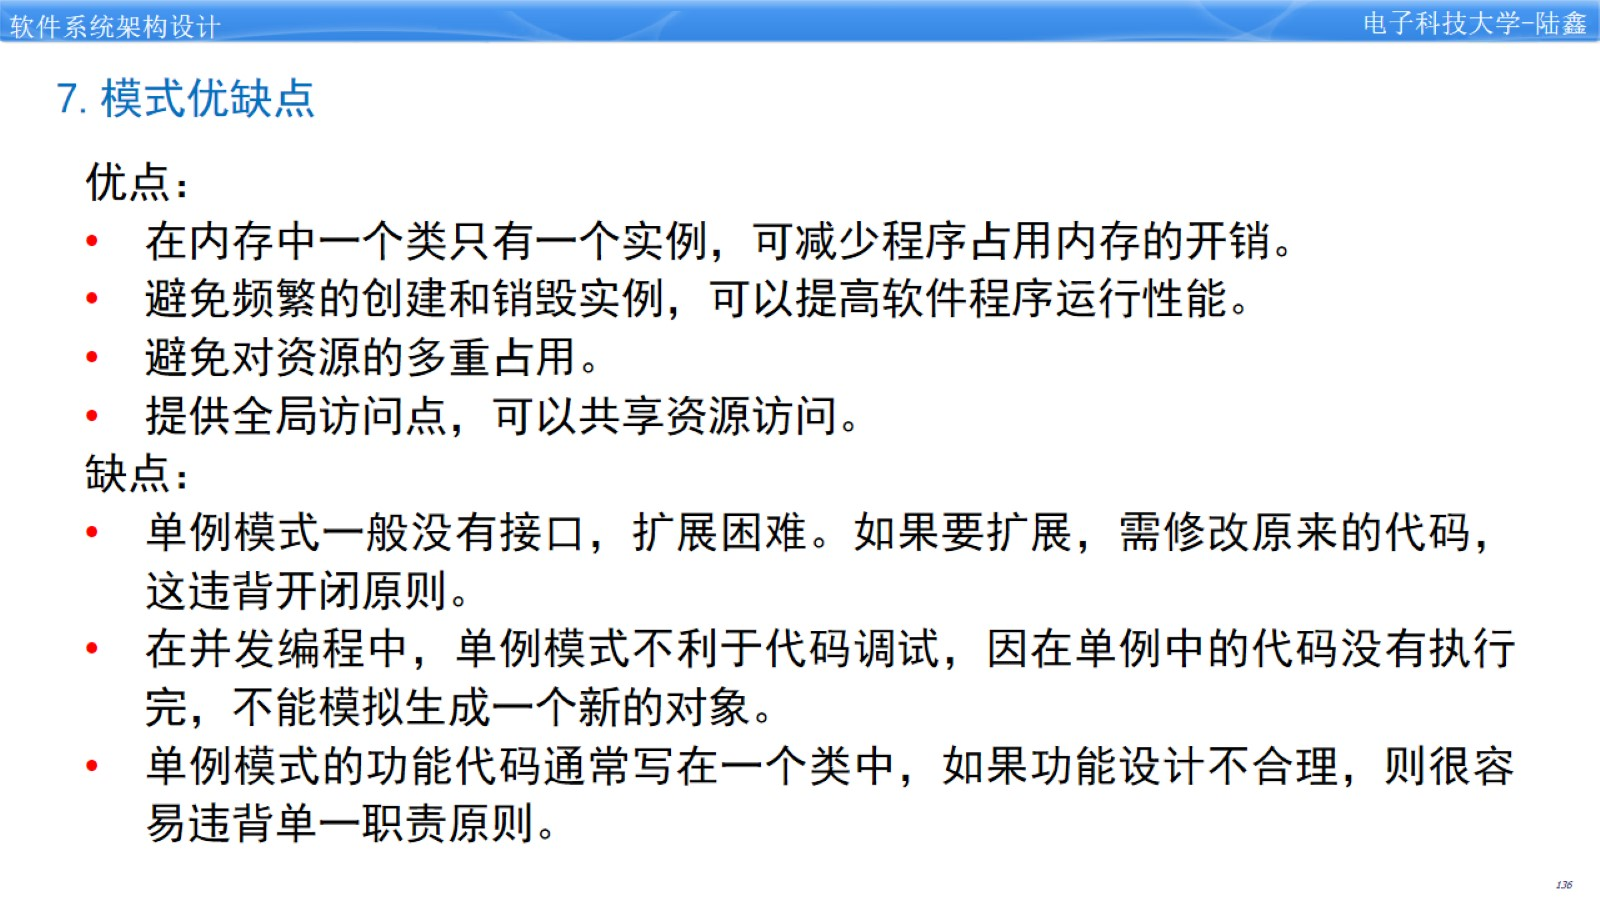 软件系统架构设计
电子科技大学-陆鑫
7. 模式优缺点
优点：
• 在内存中一个类只有一个实例，可减少程序占用内存的开销。
• 避免频繁的创建和销毁实例，可以提高软件程序运行性能。
• 避免对资源的多重占用。
• 提供全局访问点，可以共享资源访问。
缺点：
• 单例模式一般没有接口，扩展困难。如果要扩展，需修改原来的代码，
这违背开闭原则。
• 在并发编程中，单例模式不利于代码调试，因在单例中的代码没有执行
完，不能模拟生成一个新的对象。
• 单例模式的功能代码通常写在一个类中，如果功能设计不合理，则很容
易违背单一职责原则。
136